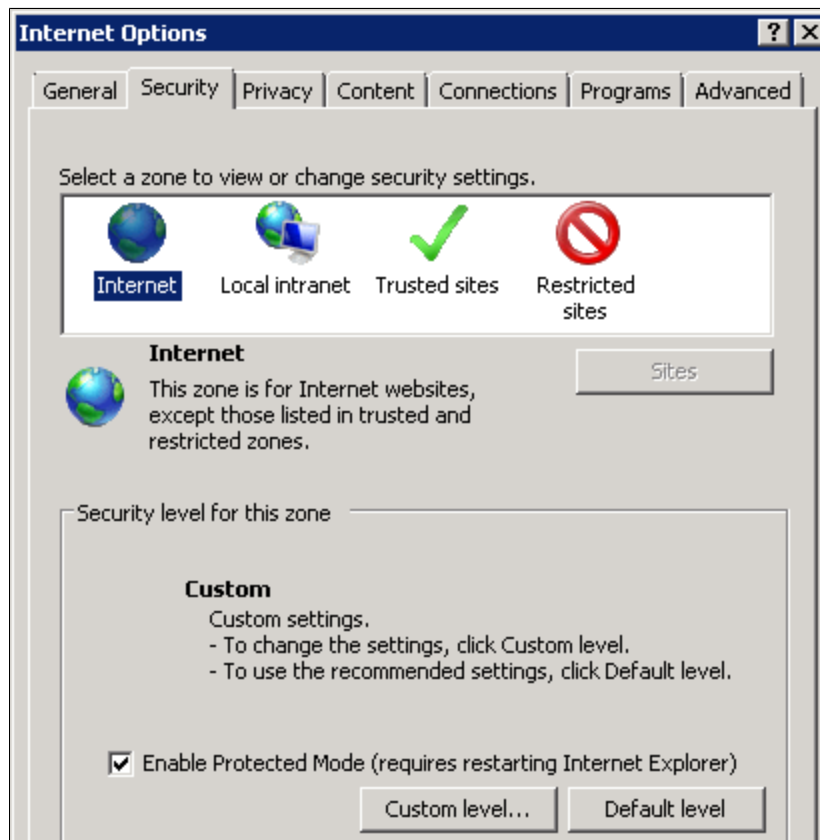 Internet Options
General Security Privacy Content Connections Programs Advanced
Select a zone to view or change security settings.
Internet Local intranet Trusted sites Restricted
sites
Internet
Sites
This zone is for Internet websites,
except those listed in trusted and
restricted zones.
Security level for this zone
Custom
Custom settings.
- To change the settings, click Custom level.
- To use the recommended settings, click Default level.
Enable Protected Mode (requires restarting Internet Explorer)
Custom level... Default level